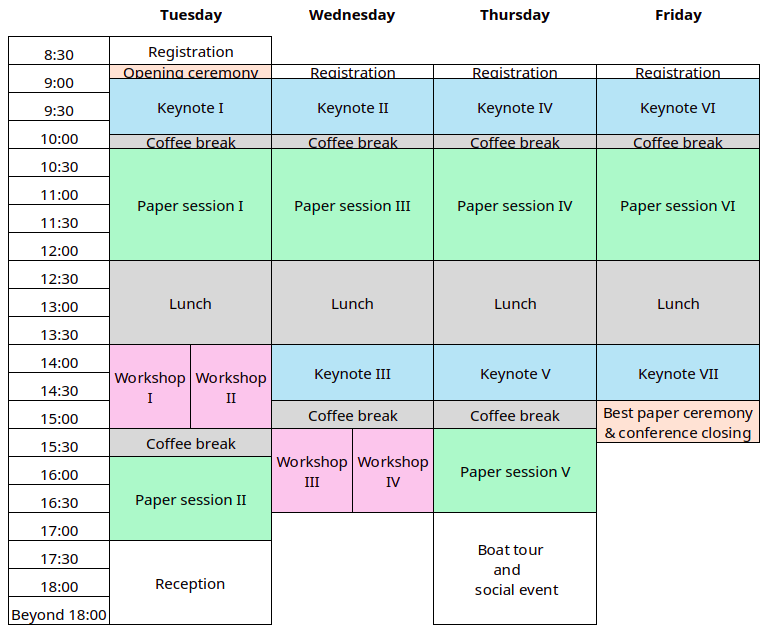 Tuesday Wednesday Thursday Friday
8:30 Registration
9:00 Opening ceremony Registration Registration Registration
9:30 Keynote I Keynote II Keynote IV Keynote VI
10:00 Coffee break Coffee break Coffee break Coffee break
10:30
11:00
11:30 Paper session I Paper session III Paper session IV Paper session VI
12:00
12:30
13:00 Lunch Lunch Lunch Lunch
13:30
14:00 Workshop I Workshop II Keynote III Keynote V Keynote VII
14:30
15:00 Coffee break Coffee break Best paper ceremony
& conference closing
15:30 Coffee break
16:00 Workshop III Workshop IV
16:30 Paper session II Paper session V
17:00
17:30 Boat tour
and
social event
18:00 Reception
Beyond 18:00